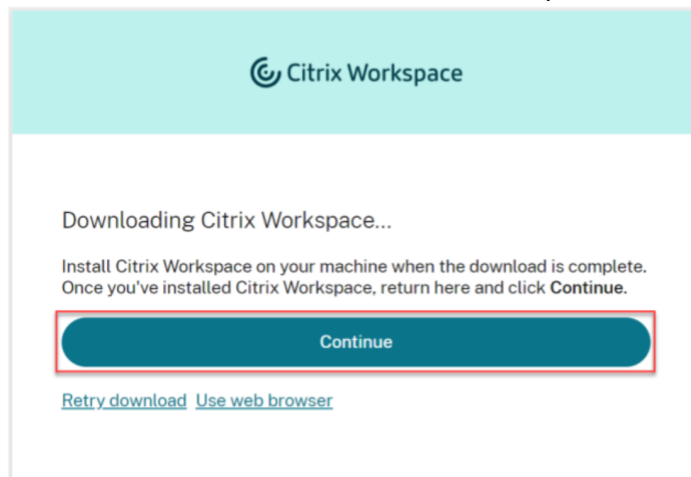 Citrix Workspace
Downloading Citrix Workspace...
Install Citrix Workspace on your machine when the download is complete.
Once you've installed Citrix Workspace, return here and click Continue.
Continue
Retry download Use web browser